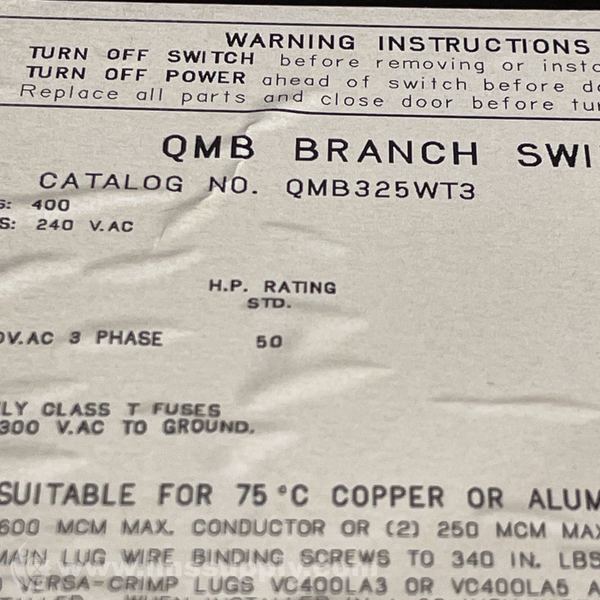 WARNING INSTRUCTIONS
TURN OFF SWITCH before removing or insta
TURN OFF POWER ahead of switch before do
Replace all parts and close door before tu
QMB BRANCH SWI
CATALOG NO. QMB325WT3
S: 400
S: 240 V.AC
H.P. RATING
STD.
0V.AC 3 PHASE 50
LY CLASS T FUSES
300 V.AC TO GROUND.
SUITABLE FOR 75°C COPPER OR ALUM
600 MCM MAX. CONDUCTOR OR (2) 250 MCM MAX
MAIN LUG WIRE BINDING SCREWS TO 340 IN. LBS
VERSA-CRIMP LUGS VC400LA3 OR VC400LA5 A